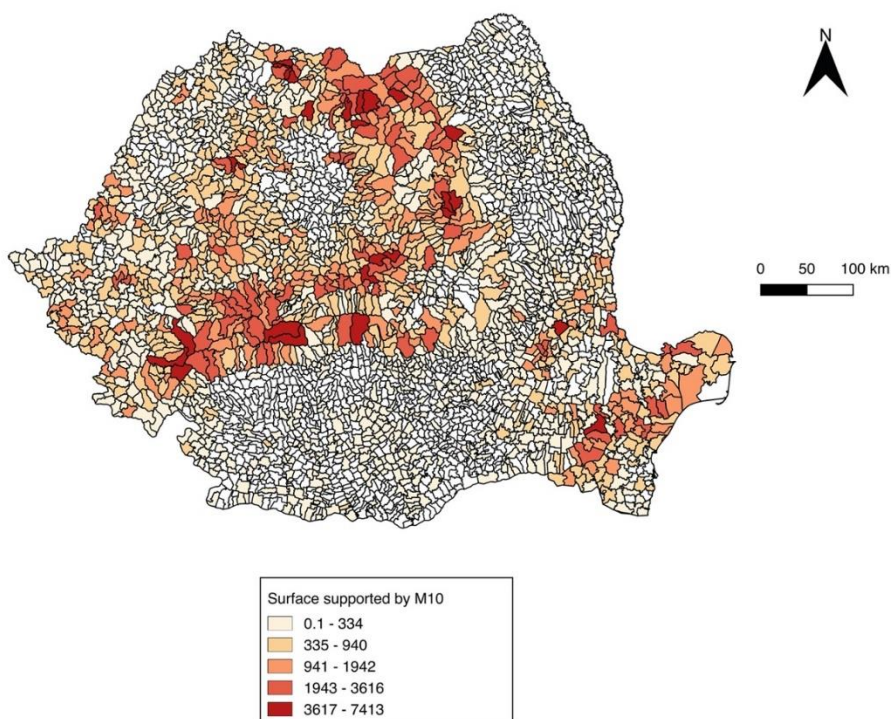 N
0 50 100 km
Surface supported by M10
0.1 - 334
335 - 940
941 - 1942
1943 - 3616
3617 - 7413